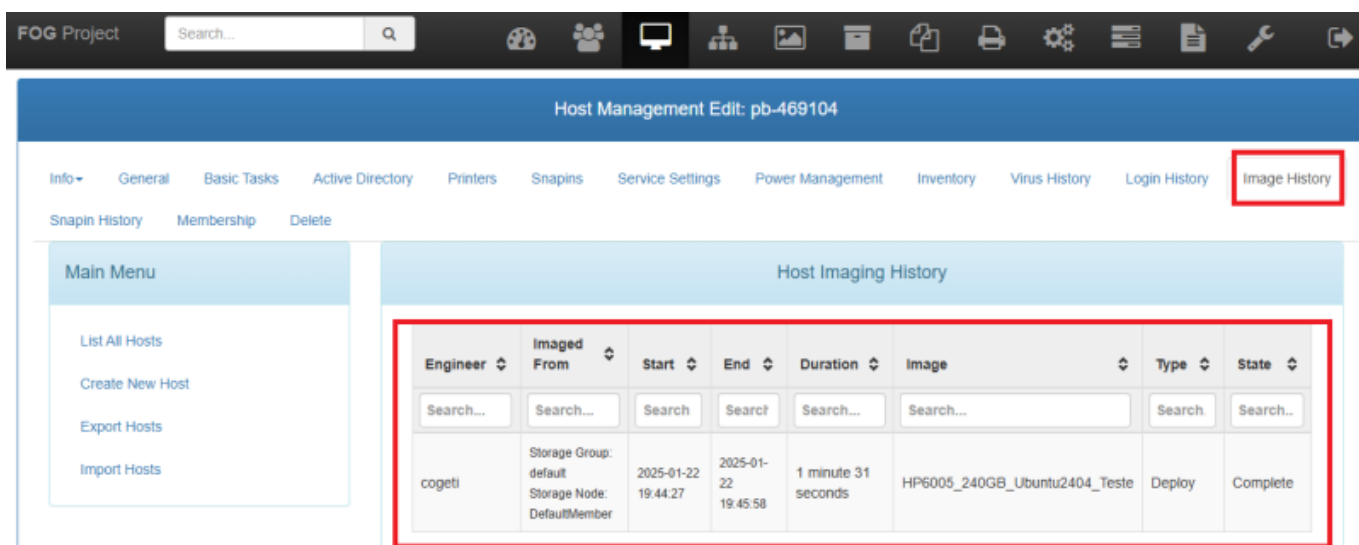 FOG Project Search...
Host Management Edit: pb-469104
Info General Basic Tasks Active Directory Printers Snapins Service Settings Power Management Inventory Virus History Login History Image History
Snapin History Membership Delete
Main Menu
List All Hosts
Create New Host
Export Hosts
Import Hosts
Host Imaging History
Engineer Imaged From Start End Duration Image Type State
Search... Search... Search Search Search... Search... Search. Search..
cogeti
Storage Group:
default
Storage Node:
DefaultMember
2025-01-22
19:44:27
2025-01-
22
19:45:58
1 minute 31
seconds
HP6005_240GB_Ubuntu2404_Teste
Deploy
Complete